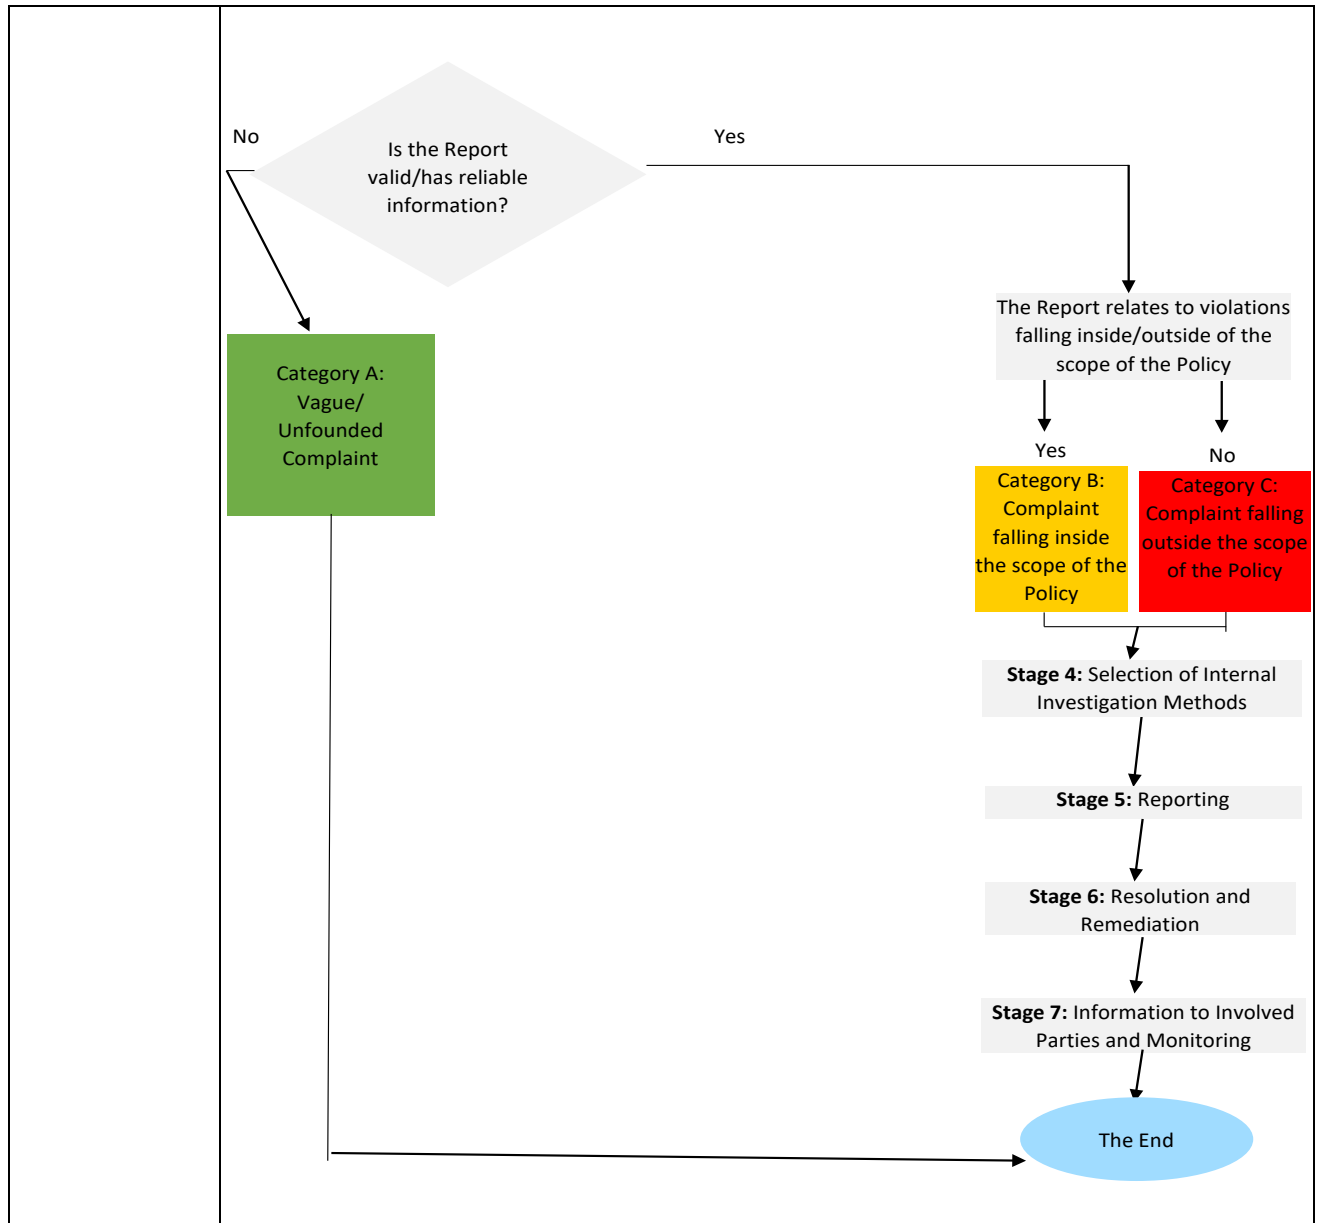 No
Yes
Is the Report
valid/has reliable
information?
The Report relates to violations
falling inside/outside of the
scope of the Policy
Category A:
Vague/
Unfounded
Complaint
Yes
No
Category B:
Complaint
falling inside
the scope of the
Policy
Category C:
Complaint falling
outside the scope
of the Policy
Stage 4: Selection of Internal
Investigation Methods
Stage 5: Reporting
Stage 6: Resolution and
Remediation
Stage 7: Information to Involved
Parties and Monitoring
The End